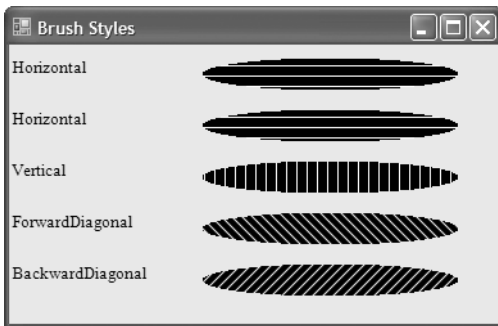 Brush Styles
Horizontal
Horizontal
Vertical
ForwardDiagonal
BackwardDiagonal